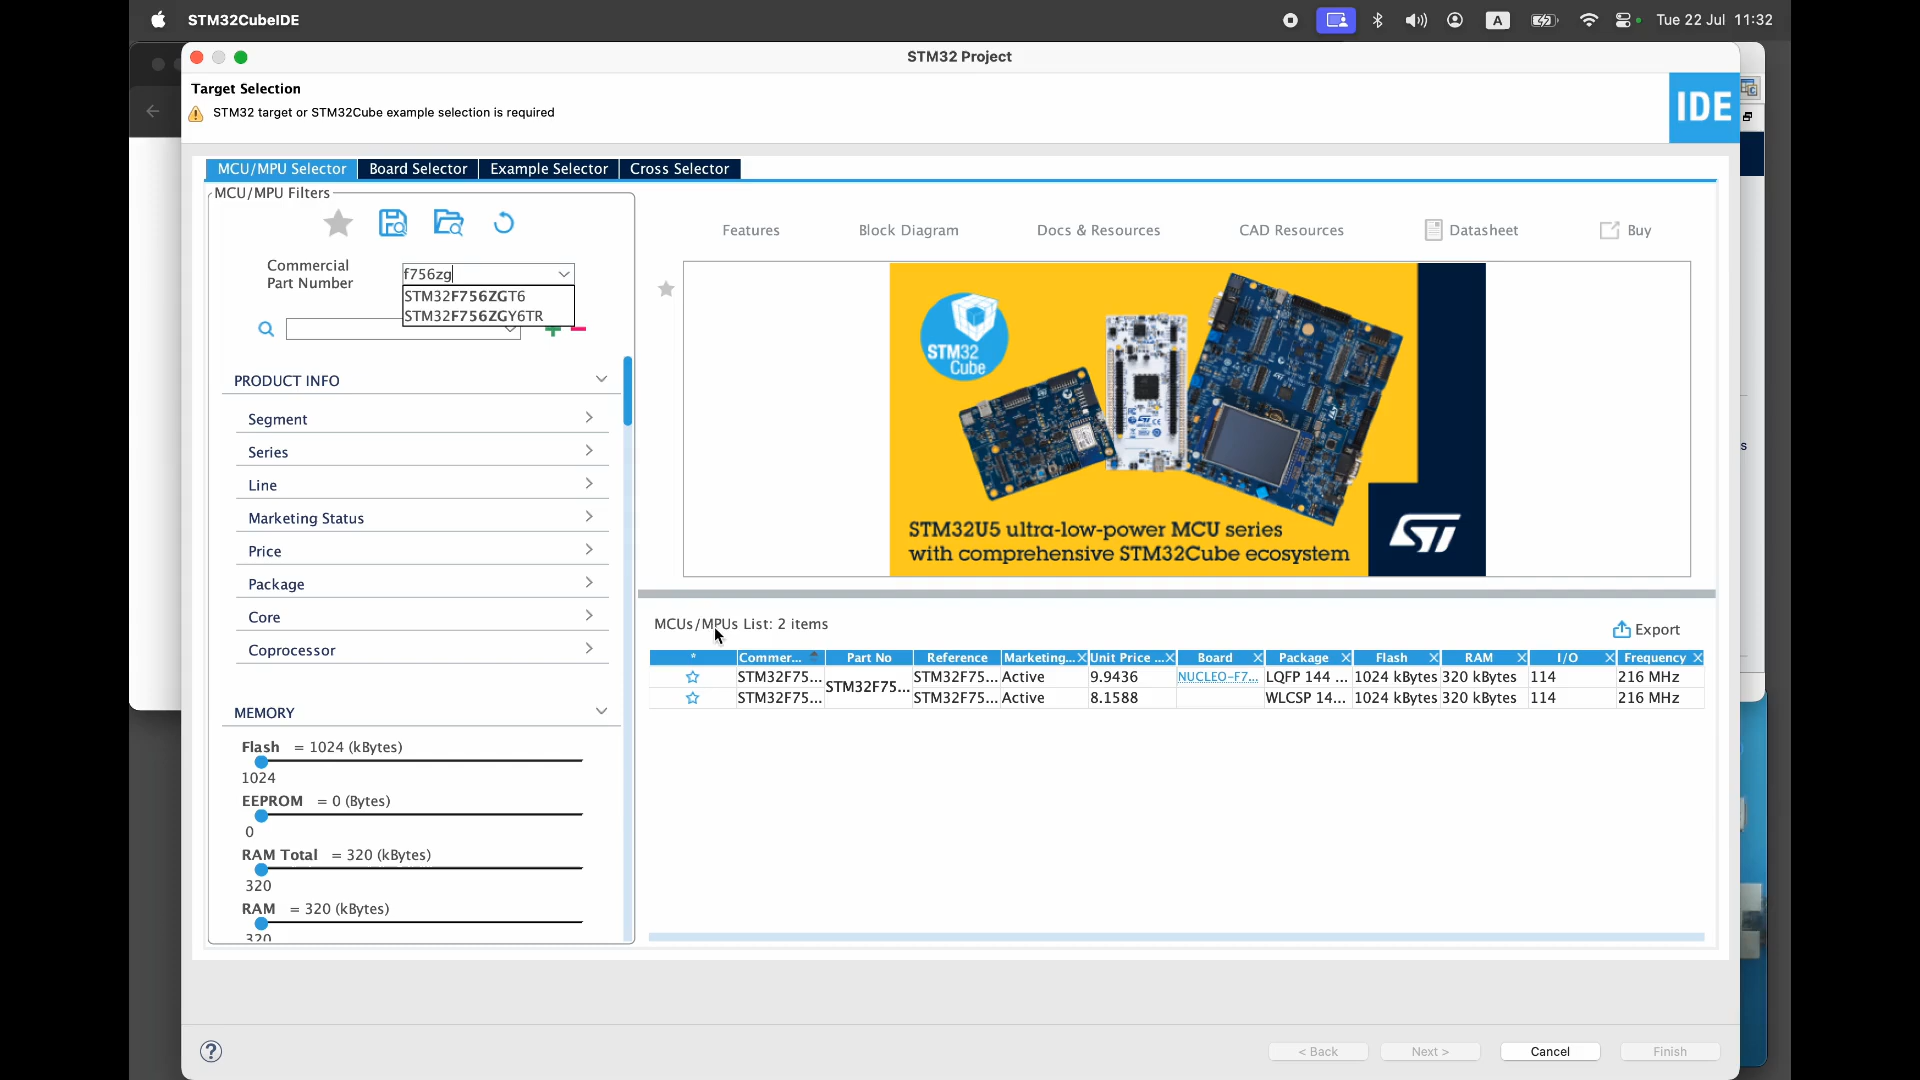 STM32CubeIDE
A
Tue 22 Jul 11:32
STM32 Project
Target Selection
STM32 target or STM32Cube example selection is required
IDE
MCU/MPU Selector
Board Selector
Example Selector
Cross Selector
MCU/MPU Filters
Commercial
Part Number
f756zg
STM32F756ZGT6
STM32F756ZGY6TR
PRODUCT INFO
Segment
Series
Line
Marketing Status
Price
Package
Core
Coprocessor
MEMORY
Flash = 1024 (kBytes)
1024
EEPROM = 0 (Bytes)
0
RAM Total = 320 (kBytes)
320
RAM = 320 (kBytes)
320
Features
Block Diagram
Docs & Resources
CAD Resources
Datasheet
Buy
STM32
Cube
STM32U5 ultra-low-power MCU series
with comprehensive STM32Cube ecosystem
ST
MCUs/MPUs List: 2 items
Export
* Commer... Part No Reference Marketing... X Unit Price ... X Board X Package X Flash X RAM X I/O X Frequency X
STM32F75... STM32F75... STM32F75... Active 9.9436 NUCLEO-F7... LQFP 144 ... 1024 kBytes 320 kBytes 114 216 MHz
STM32F75... STM32F75... Active 8.1588 WLCSP 14... 1024 kBytes 320 kBytes 114 216 MHz
?
< Back
Next >
Cancel
Finish
s